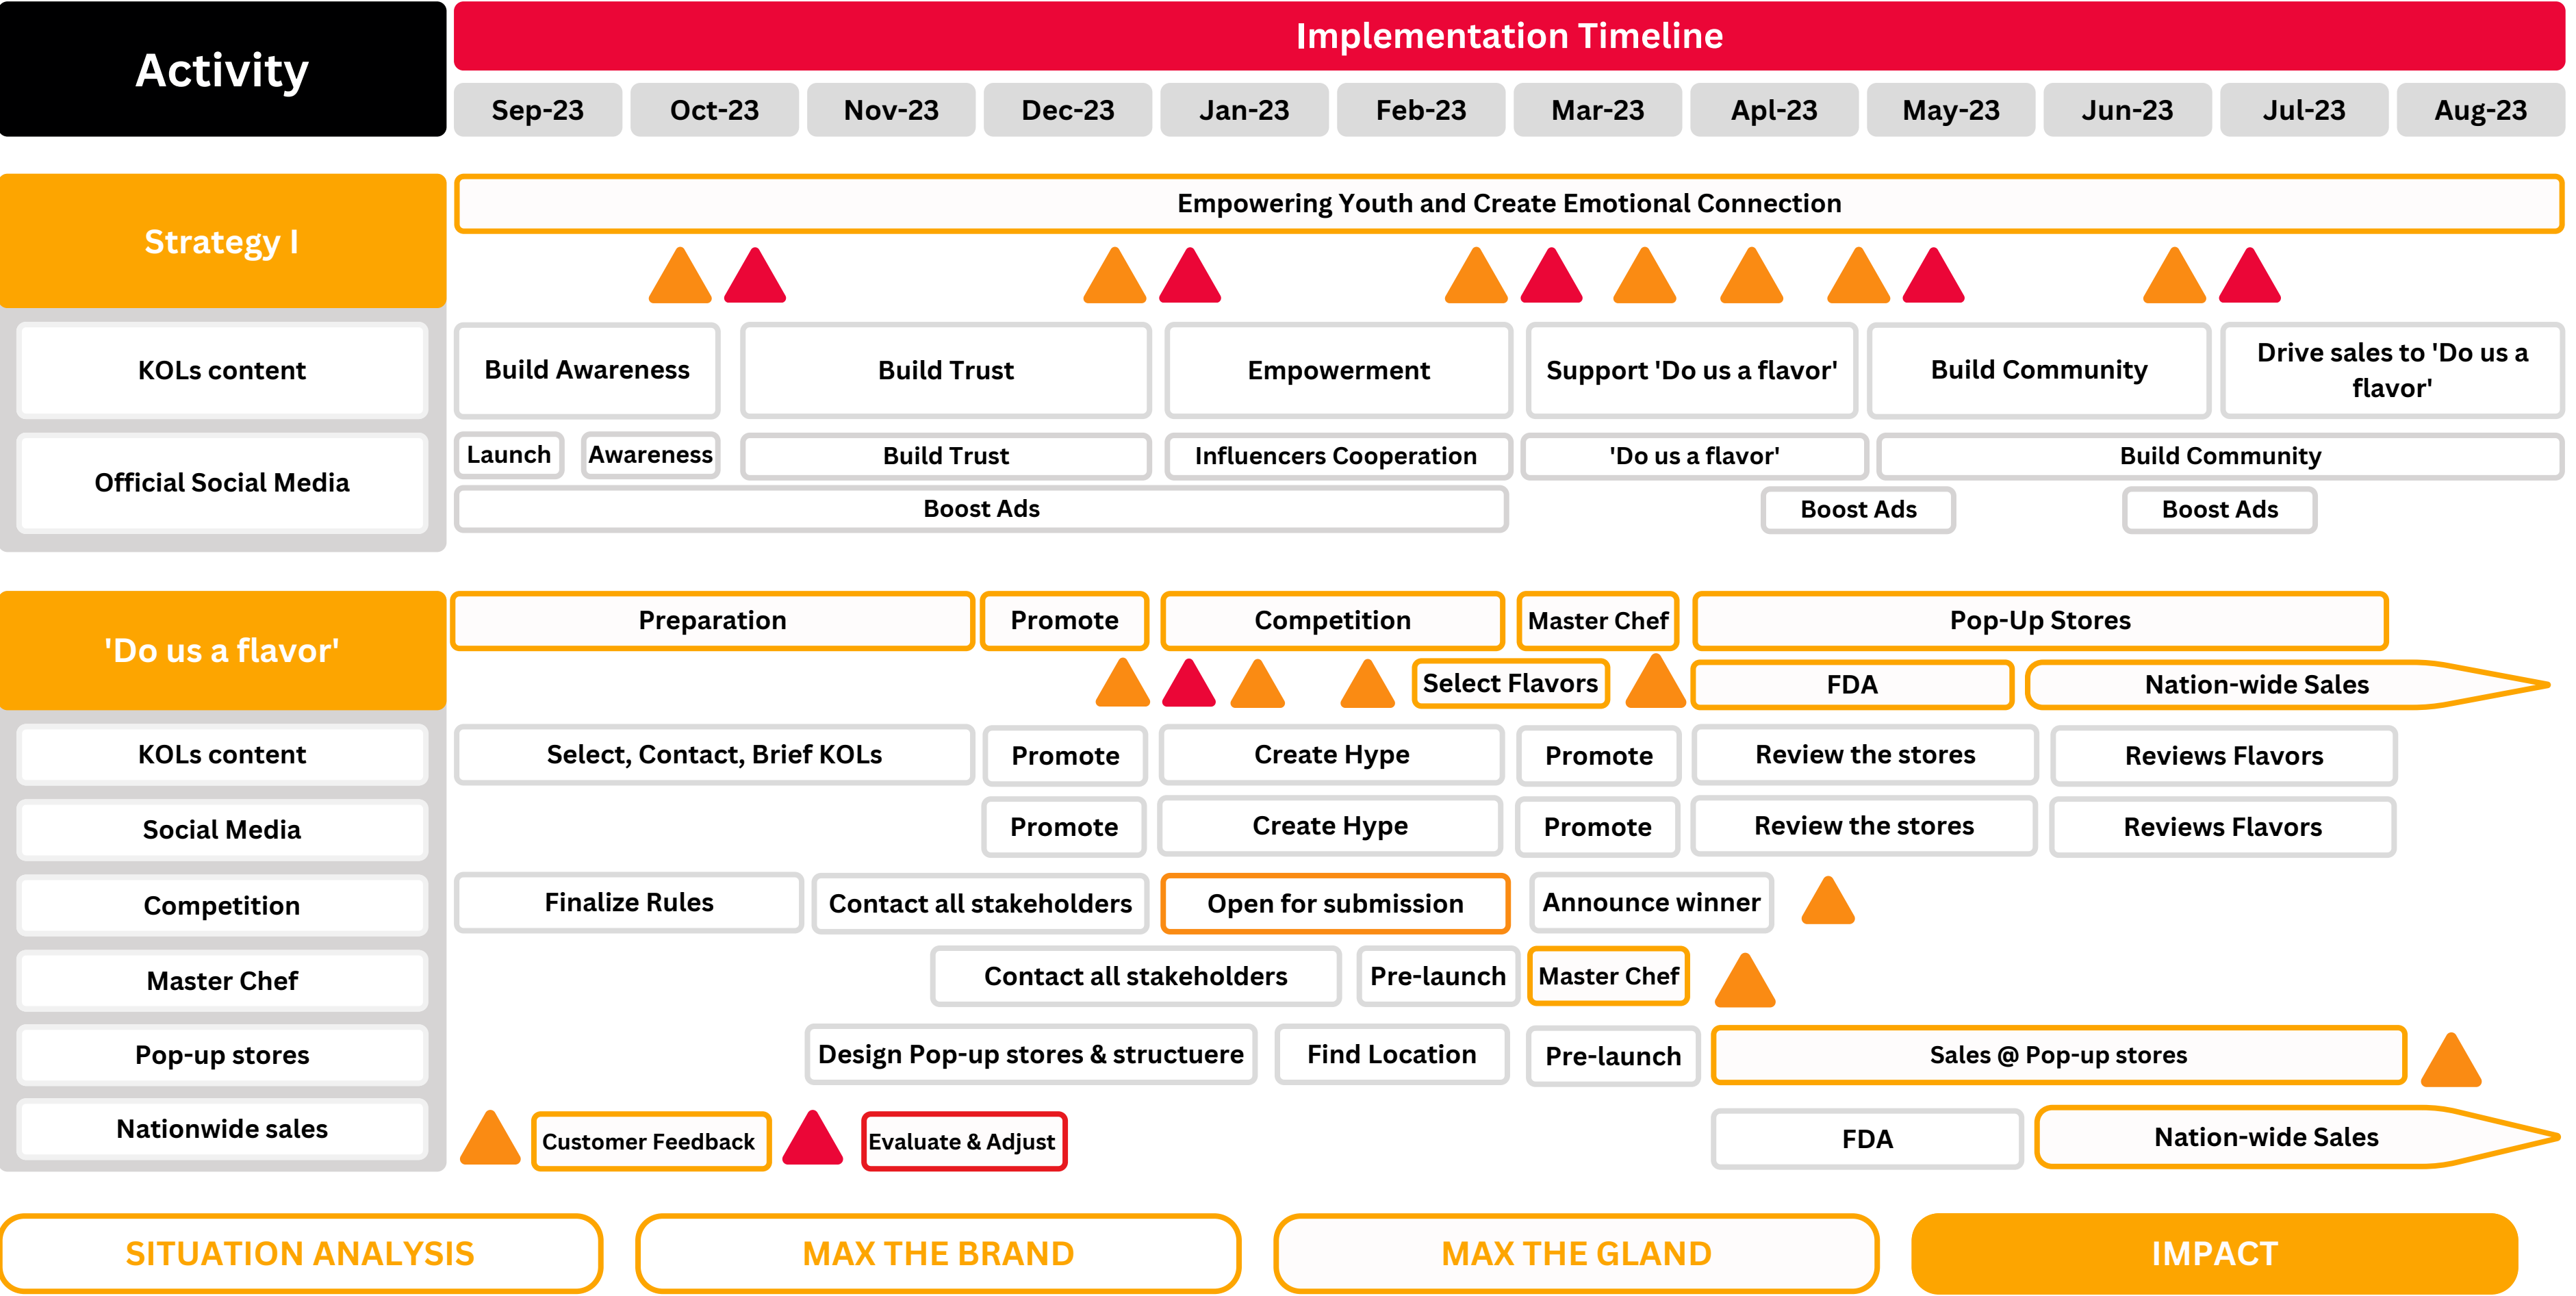 Activity
Implementation Timeline
Sep-23 Oct-23 Nov-23 Dec-23 Jan-23 Feb-23 Mar-23 Apl-23 May-23 Jun-23 Jul-23 Aug-23
Strategy I
Empowering Youth and Create Emotional Connection
KOLs content
Build Awareness
Build Trust
Empowerment
Support 'Do us a flavor'
Build Community
Drive sales to 'Do us a
flavor'
Official Social Media
Launch
Awareness
Build Trust
Influencers Cooperation
'Do us a flavor'
Build Community
Boost Ads
Boost Ads
Boost Ads
'Do us a flavor'
Preparation
Promote
Competition
Master Chef
Pop-Up Stores
Select Flavors
FDA
Nation-wide Sales
KOLs content
Select, Contact, Brief KOLs
Promote
Create Hype
Promote
Review the stores
Reviews Flavors
Social Media
Promote
Create Hype
Promote
Review the stores
Reviews Flavors
Competition
Finalize Rules
Contact all stakeholders
Open for submission
Announce winner
Master Chef
Contact all stakeholders
Pre-launch
Master Chef
Pop-up stores
Design Pop-up stores & structuere
Find Location
Pre-launch
Sales @ Pop-up stores
Nationwide sales
Customer Feedback
Evaluate & Adjust
FDA
Nation-wide Sales
SITUATION ANALYSIS
MAX THE BRAND
MAX THE GLAND
IMPACT